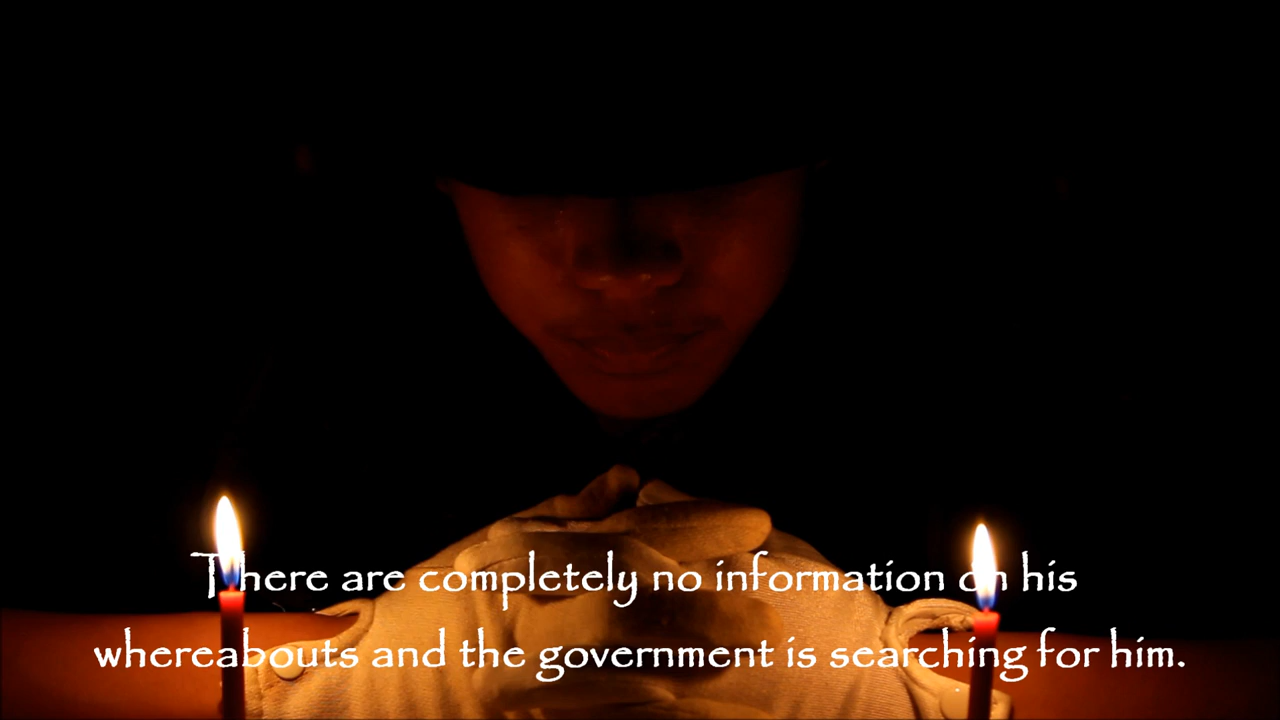 There are completely no information on his
whereabouts and the government is searching for him.